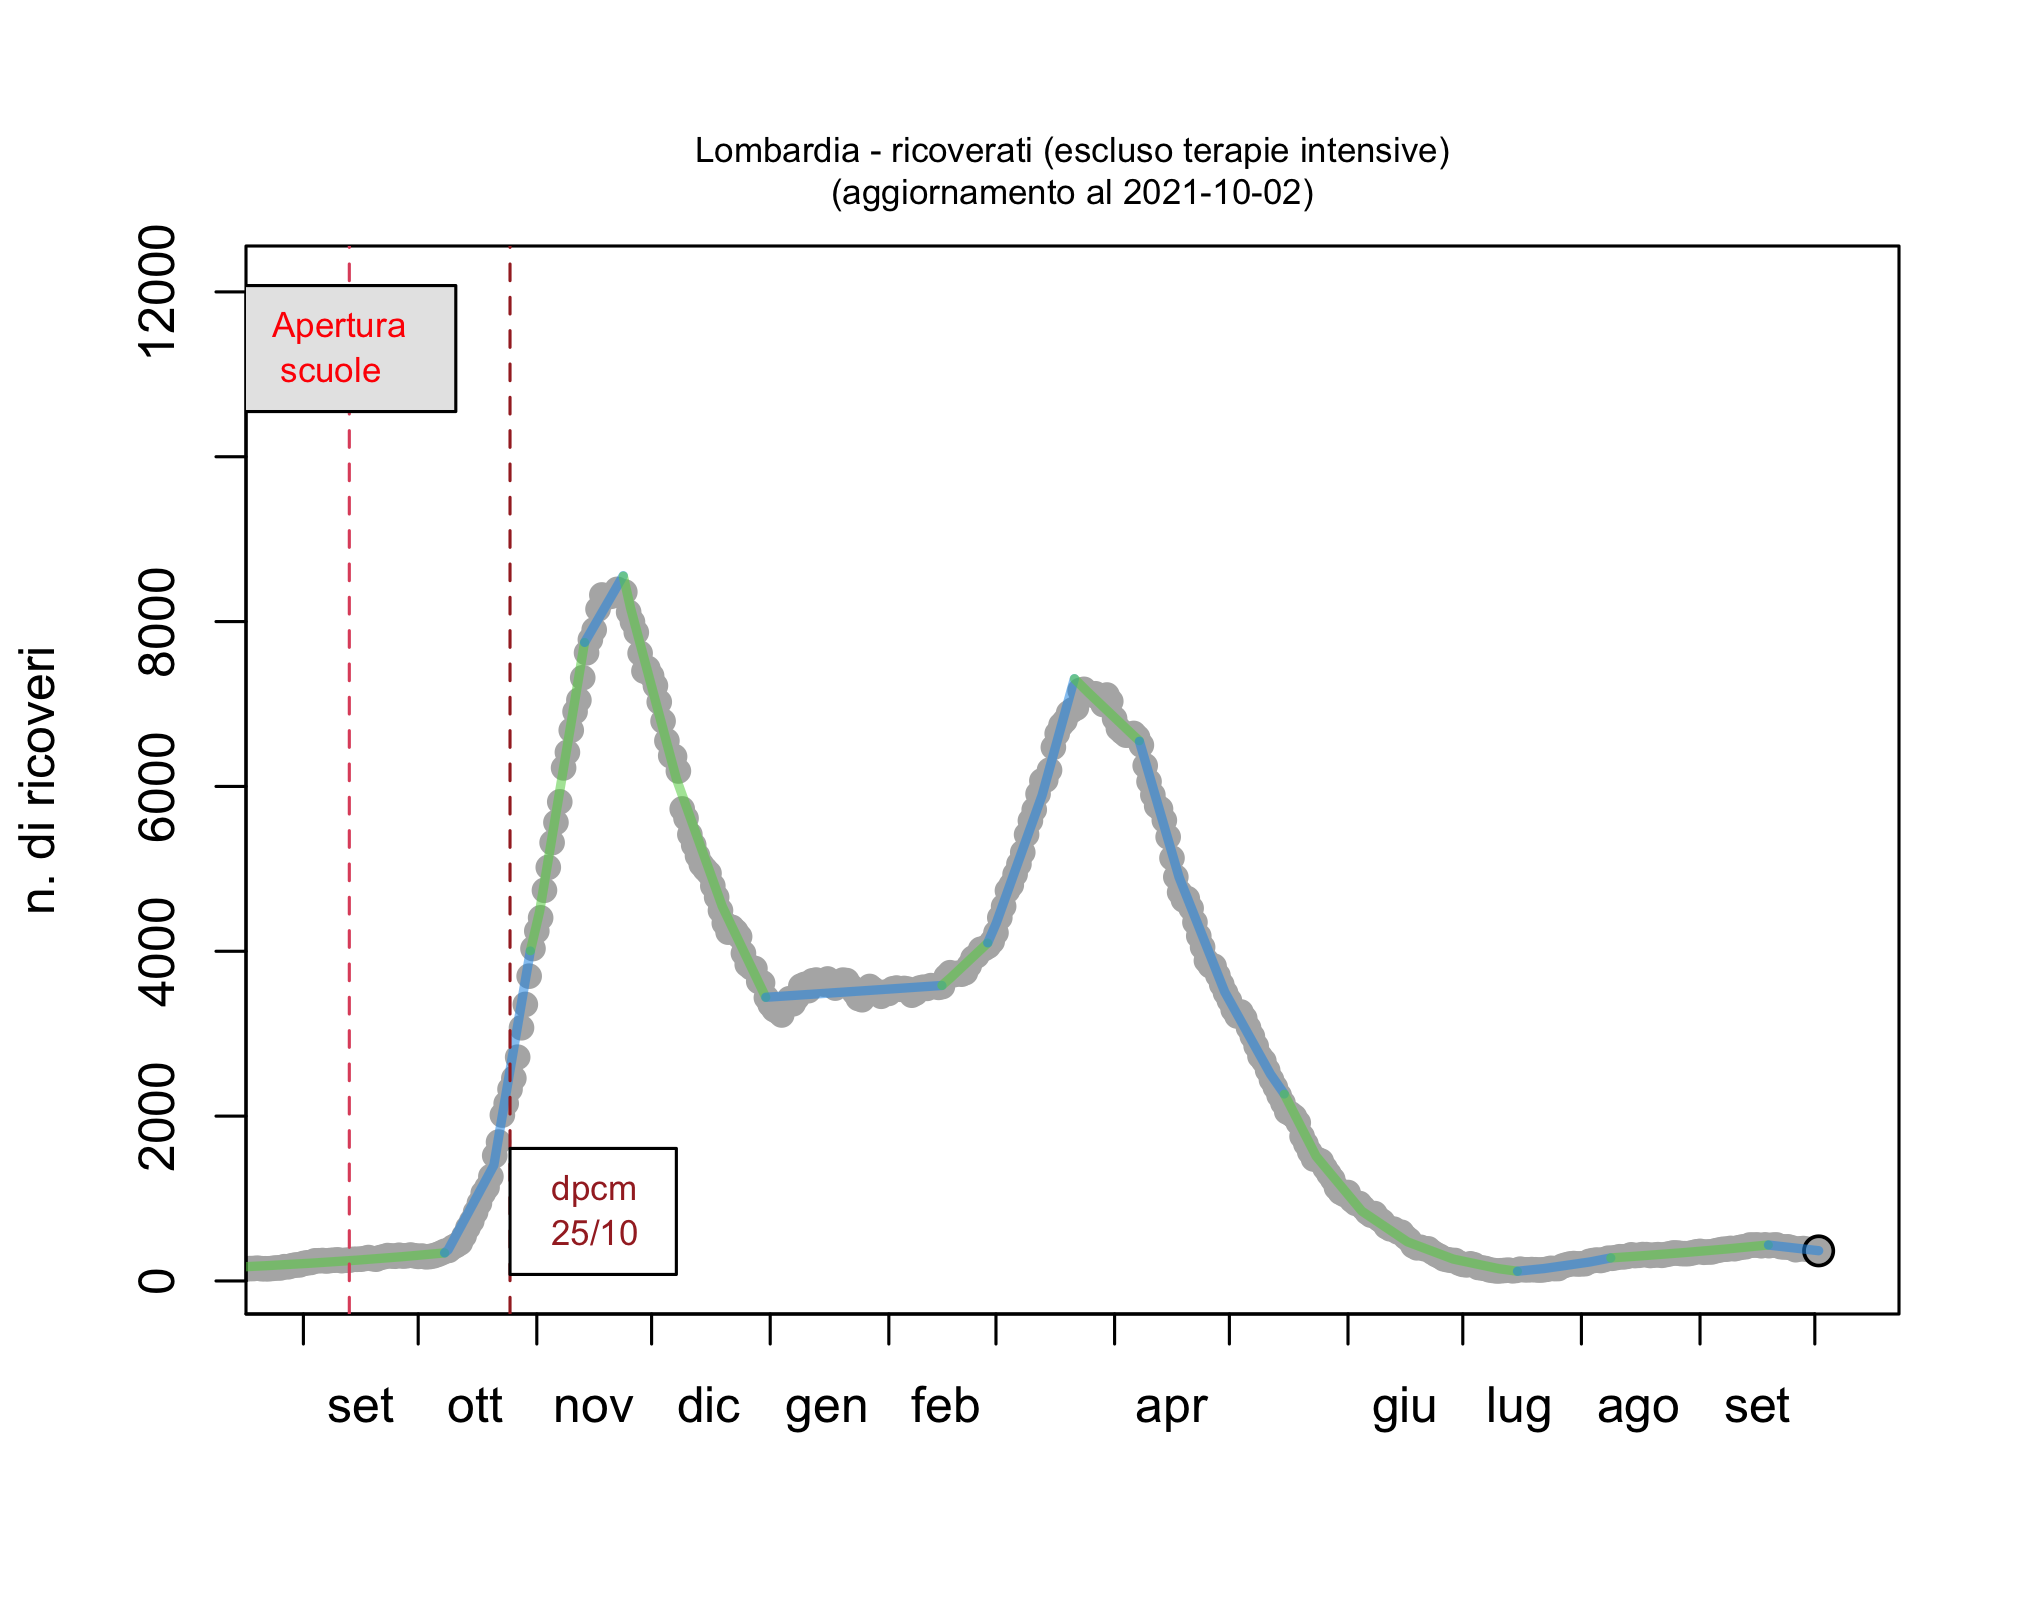 Lombardia - ricoverati (escluso terapie intensive)
(aggiornamento al 2021-10-02)
n. di ricoveri
12000
8000
6000
4000
2000
0
Apertura
scuole
dpcm
25/10
set ott nov dic gen feb apr giu lug ago set